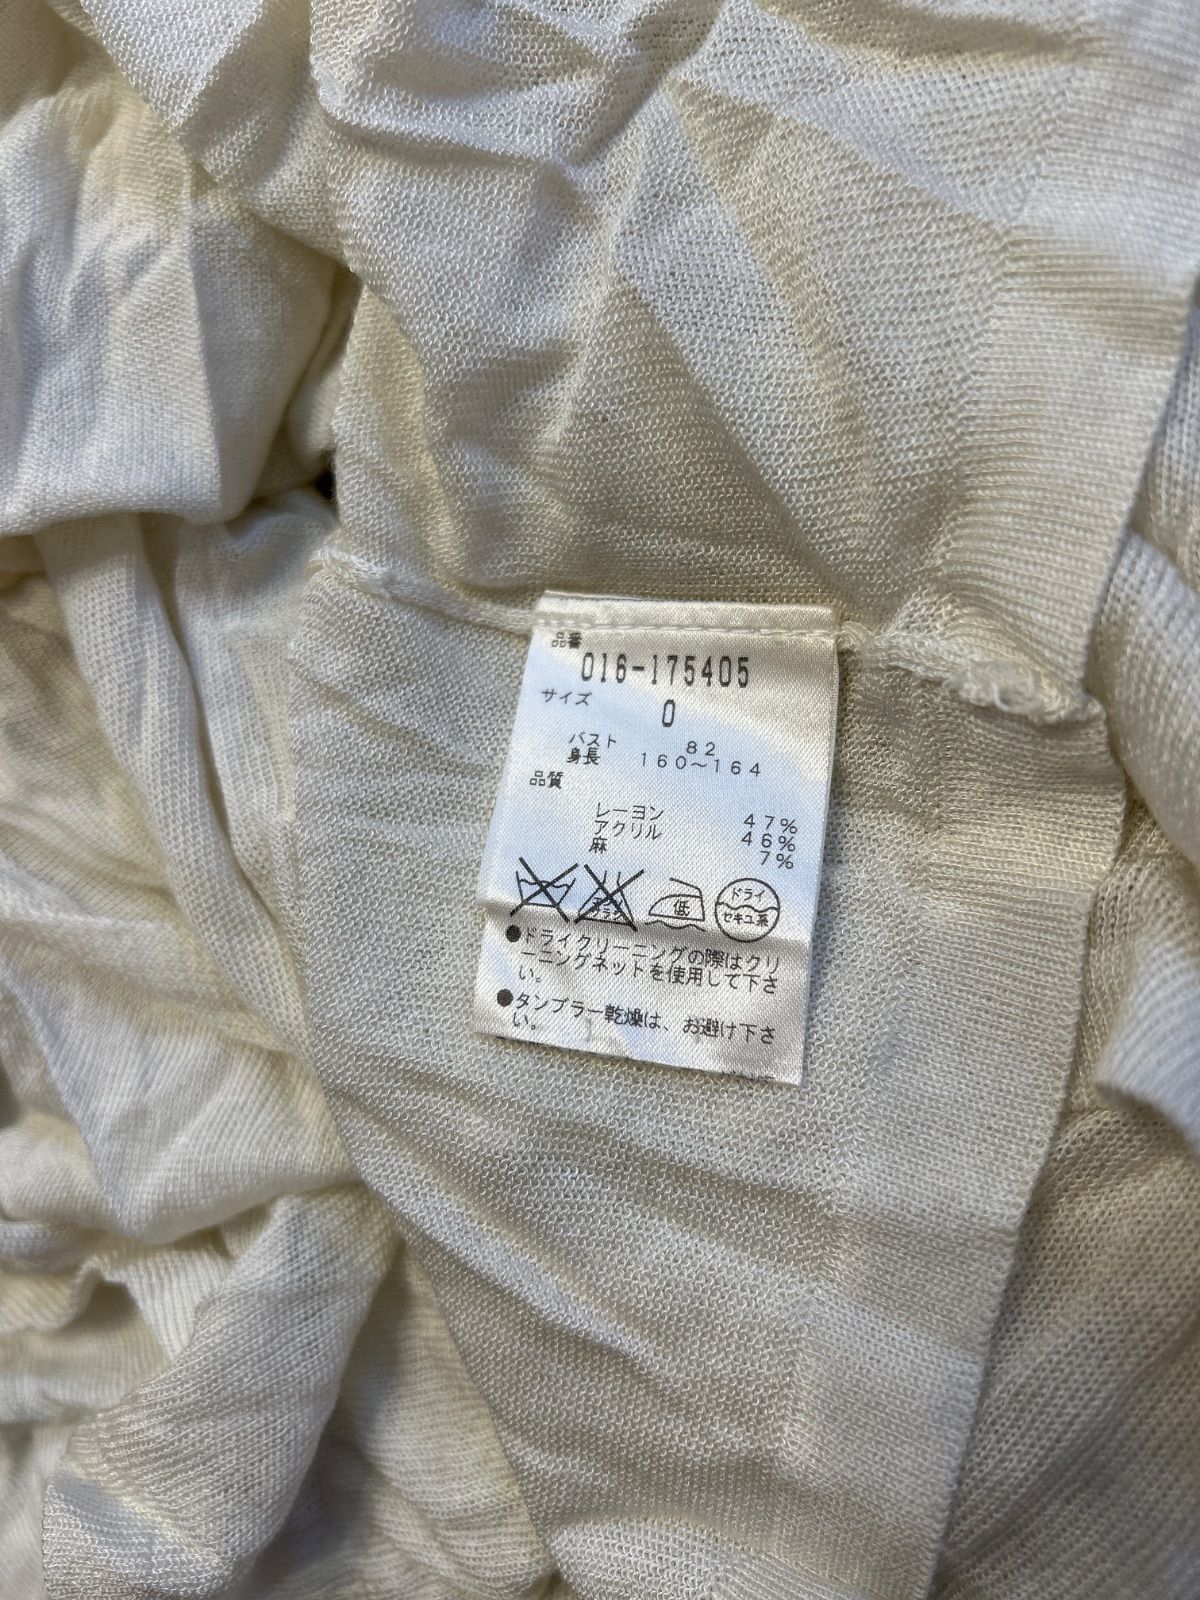 品番
016-175405
サイズ
0
バスト 82
身長 160～164
品質
レーヨン 47%
アクリル 46%
麻 7%
低
ドライ
セキユ系
●ドライクリーニングの際はクリ
ーニングネットを使用して下さ
い。
●タンブラー乾燥は、お避け下さ
い。